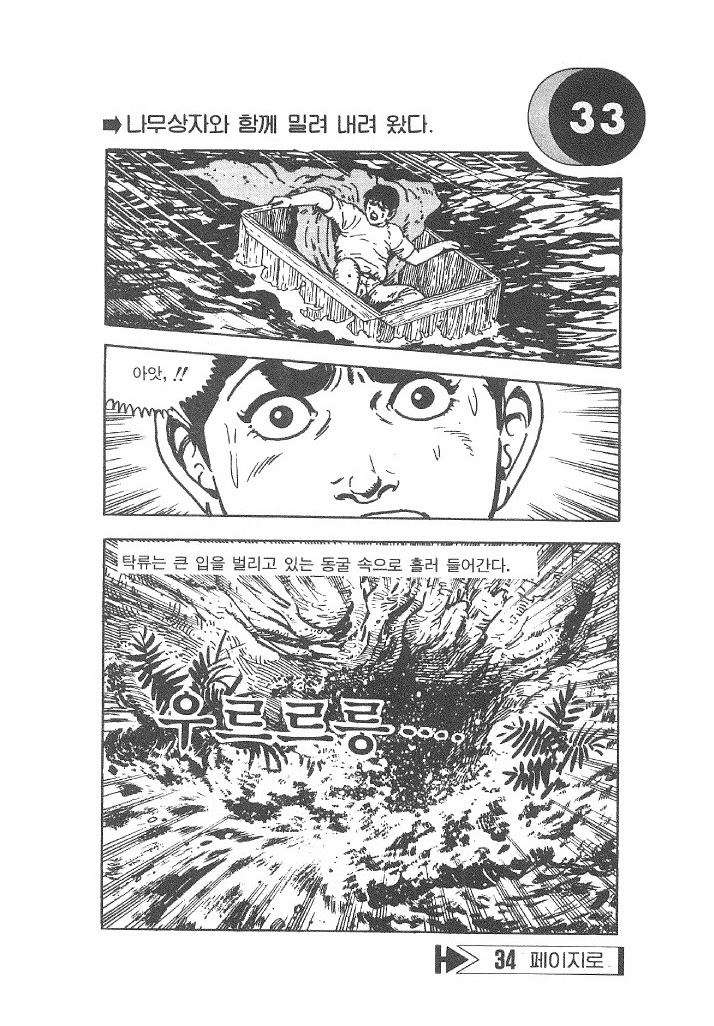 33
➡나무상자와 함께 밀려 내려 왔다.
아앗, !!
탁류는 큰 입을 벌리고 있는 동굴 속으로 흘러 들어간다.
우르르릉....
34 페이지로